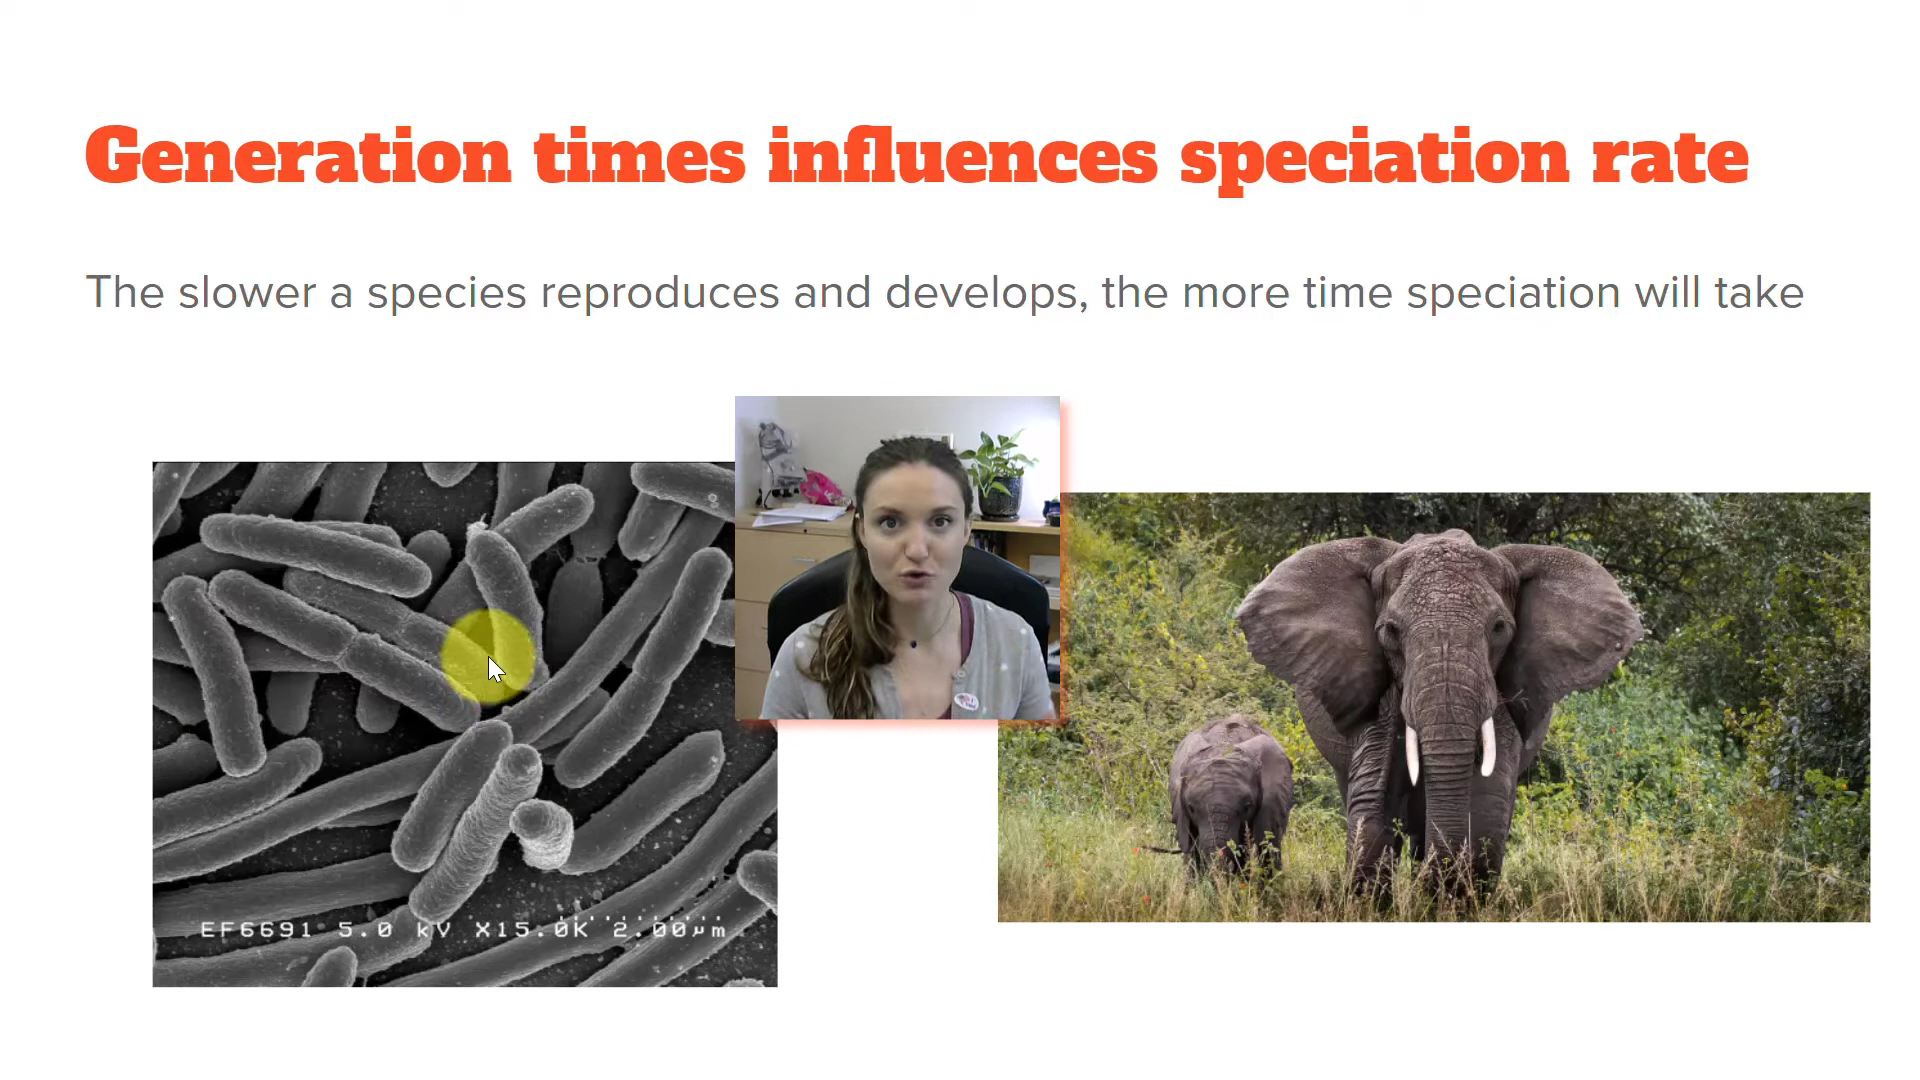 Generation times influences speciation rate
The slower a species reproduces and develops, the more time speciation will take
EF6691 5.0 kV X15.0K 2.00µm